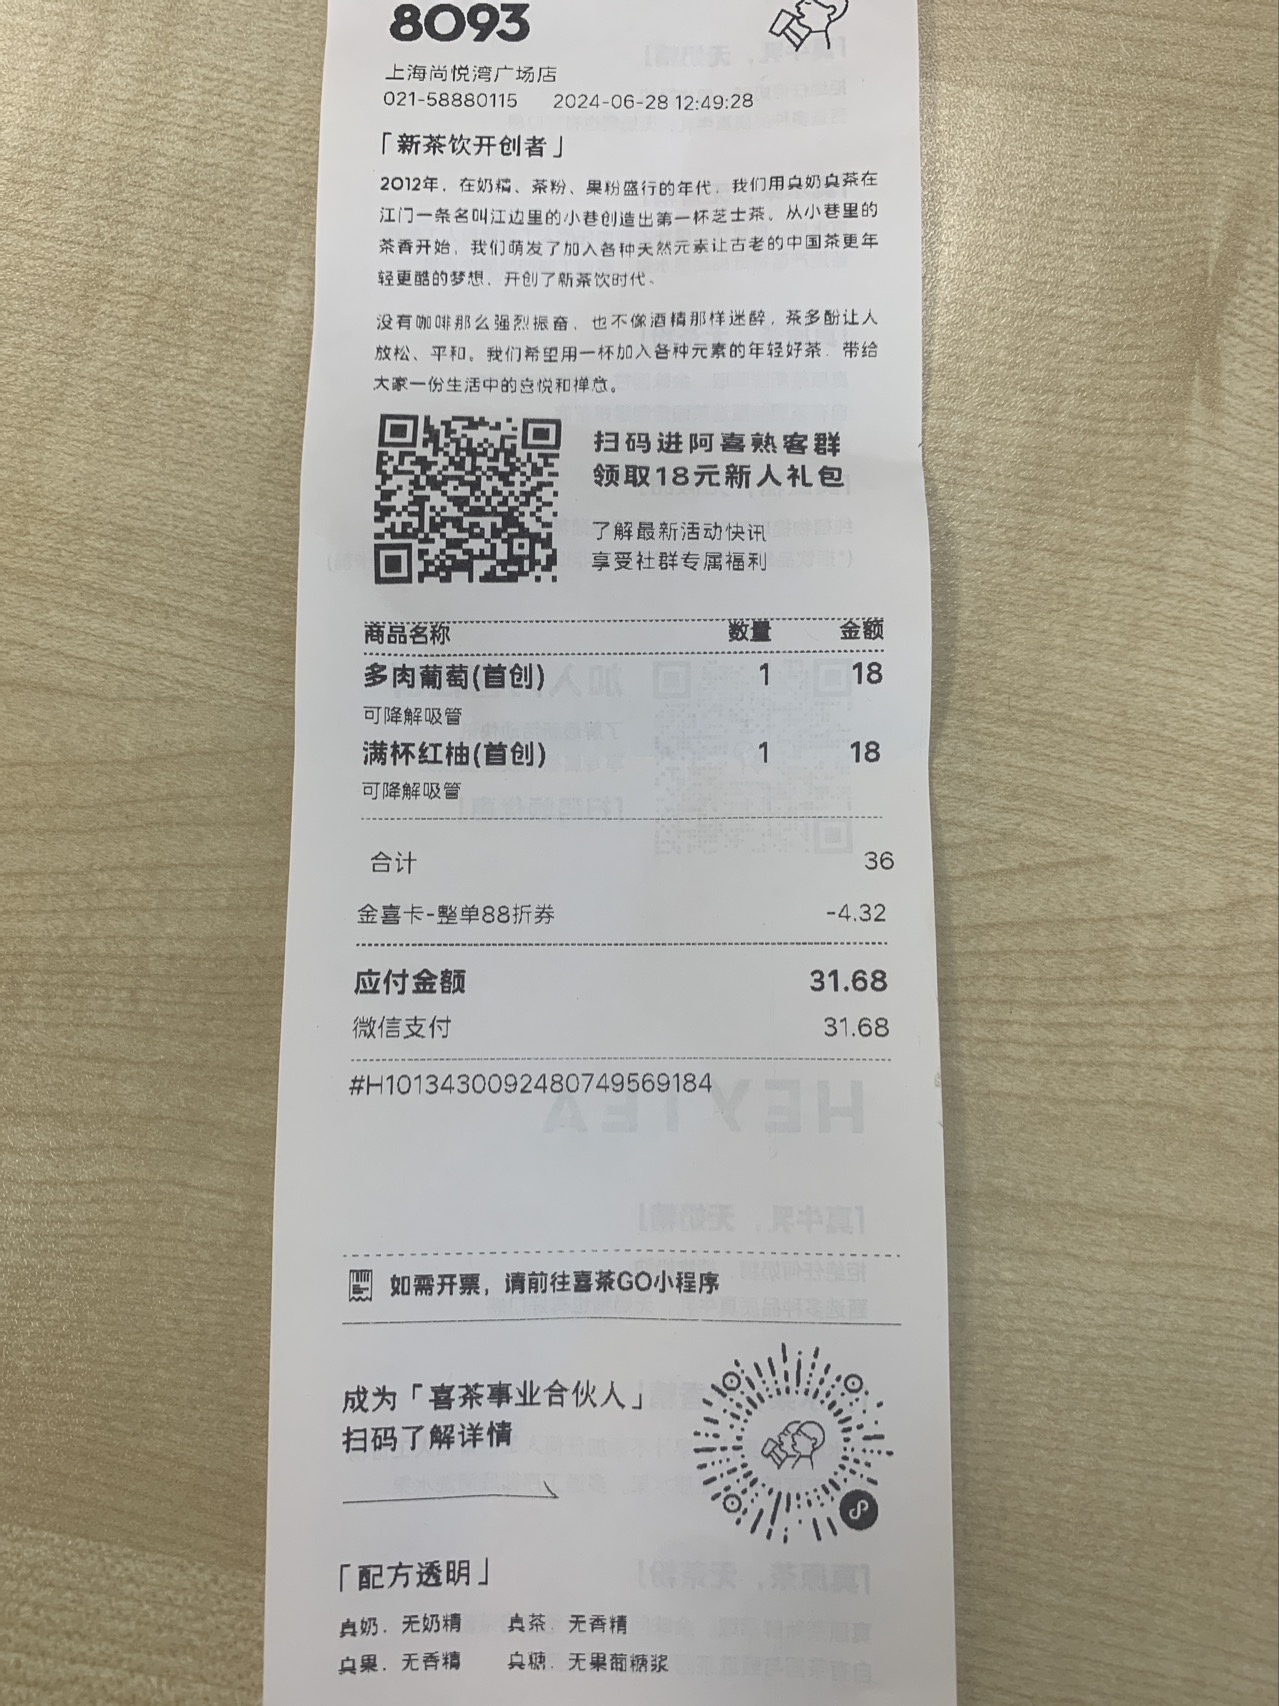 8093
上海尚悦湾广场店
021-58880115 2024-06-28 12:49:28
「新茶饮开创者」
2012年，在奶精、茶粉、果粉盛行的年代，我们用真奶真茶在
江门一条名叫江边里的小巷创造出第一杯芝士茶。从小巷里的
茶香开始，我们萌发了加入各种天然元素让古老的中国茶更年
轻更酷的梦想，开创了新茶饮时代。
没有咖啡那么强烈振奋，也不像酒精那样迷醉，茶多酚让人
放松、平和。我们希望用一杯加入各种元素的年轻好茶，带给
大家一份生活中的喜悦和禅意。
扫码进阿喜熟客群
领取18元新人礼包
了解最新活动快讯
享受社群专属福利
商品名称 数量 金额
多肉葡萄(首创) 1 18
可降解吸管
满杯红柚(首创) 1 18
可降解吸管
合计 36
金喜卡-整单88折券 -4.32
应付金额 31.68
微信支付 31.68
#H1013430092480749569184
HEYTEA
如需开票，请前往喜茶GO小程序
成为「喜茶事业合伙人」
扫码了解详情
「配方透明」
真奶，无奶精 真茶，无香精
真果，无香精 真糖，无果葡糖浆